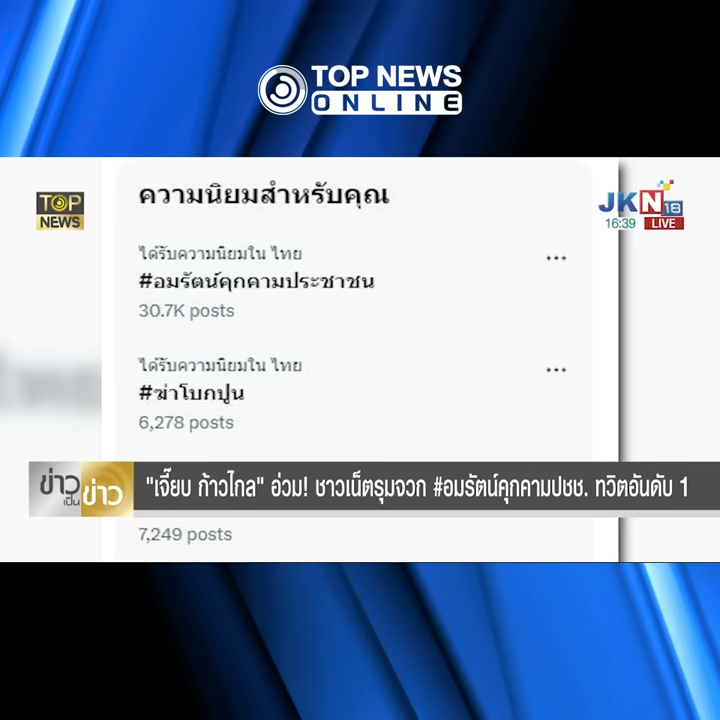 TOP NEWS
ONLINE
TOP
NEWS
JKN18
16:39 LIVE
ความนิยมสำหรับคุณ
ได้รับความนิยมใน ไทย
#อมรัตน์คุกคามประชาชน
30.7K posts
ได้รับความนิยมใน ไทย
#ฆ่าโบกปูน
6,278 posts
ข่าว
เป็น
ข่าว
"เจี๊ยบ ก้าวไกล" อ่วม! ชาวเน็ตรุมจวก #อมรัตน์คุกคามปชช. ทวิตอันดับ 1
7,249 posts